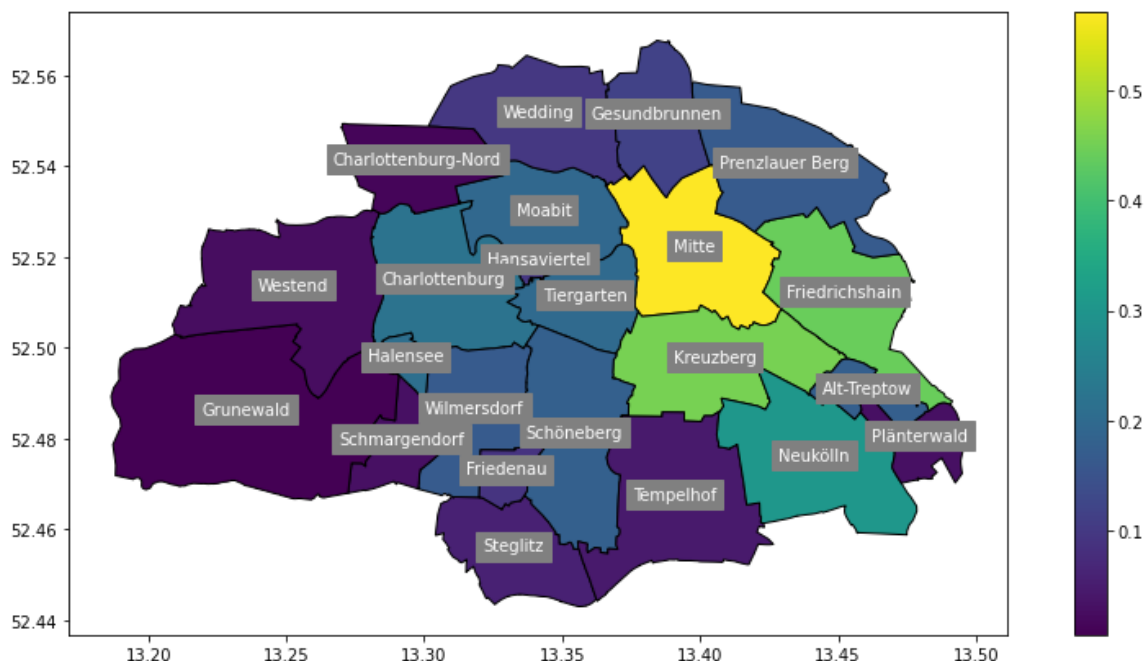 52.56
52.54
52.52
52.50
52.48
52.46
52.44
Wedding
Gesundbrunnen
Charlottenburg-Nord
Prenzlauer Berg
Moabit
Mitte
Hansaviertel
Charlottenburg
Westend
Tiergarten
Friedrichshain
Halensee
Kreuzberg
Alt-Treptow
Grunewald
Wilmersdorf
Schöneberg
Schmargendorf
Plänterwald
Neukölln
Friedenau
Tempelhof
Steglitz
13.20 13.25 13.30 13.35 13.40 13.45 13.50
0.5
0.4
0.3
0.2
0.1